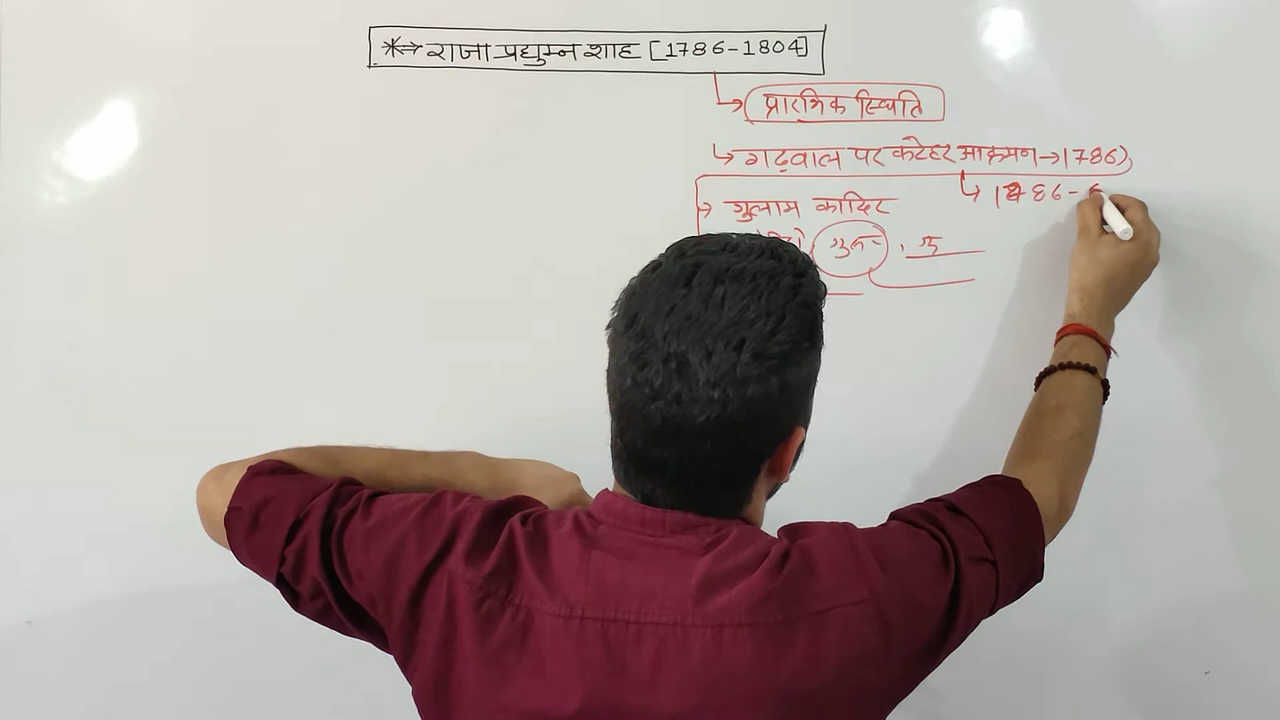 *⇒ राजा प्रद्युम्न शाह [1786-1804]
↳ प्रारंभिक स्थिति
↳ गढ़वाल पर कटेहर आक्रमण → 1786)
→ गुलाम कादिर